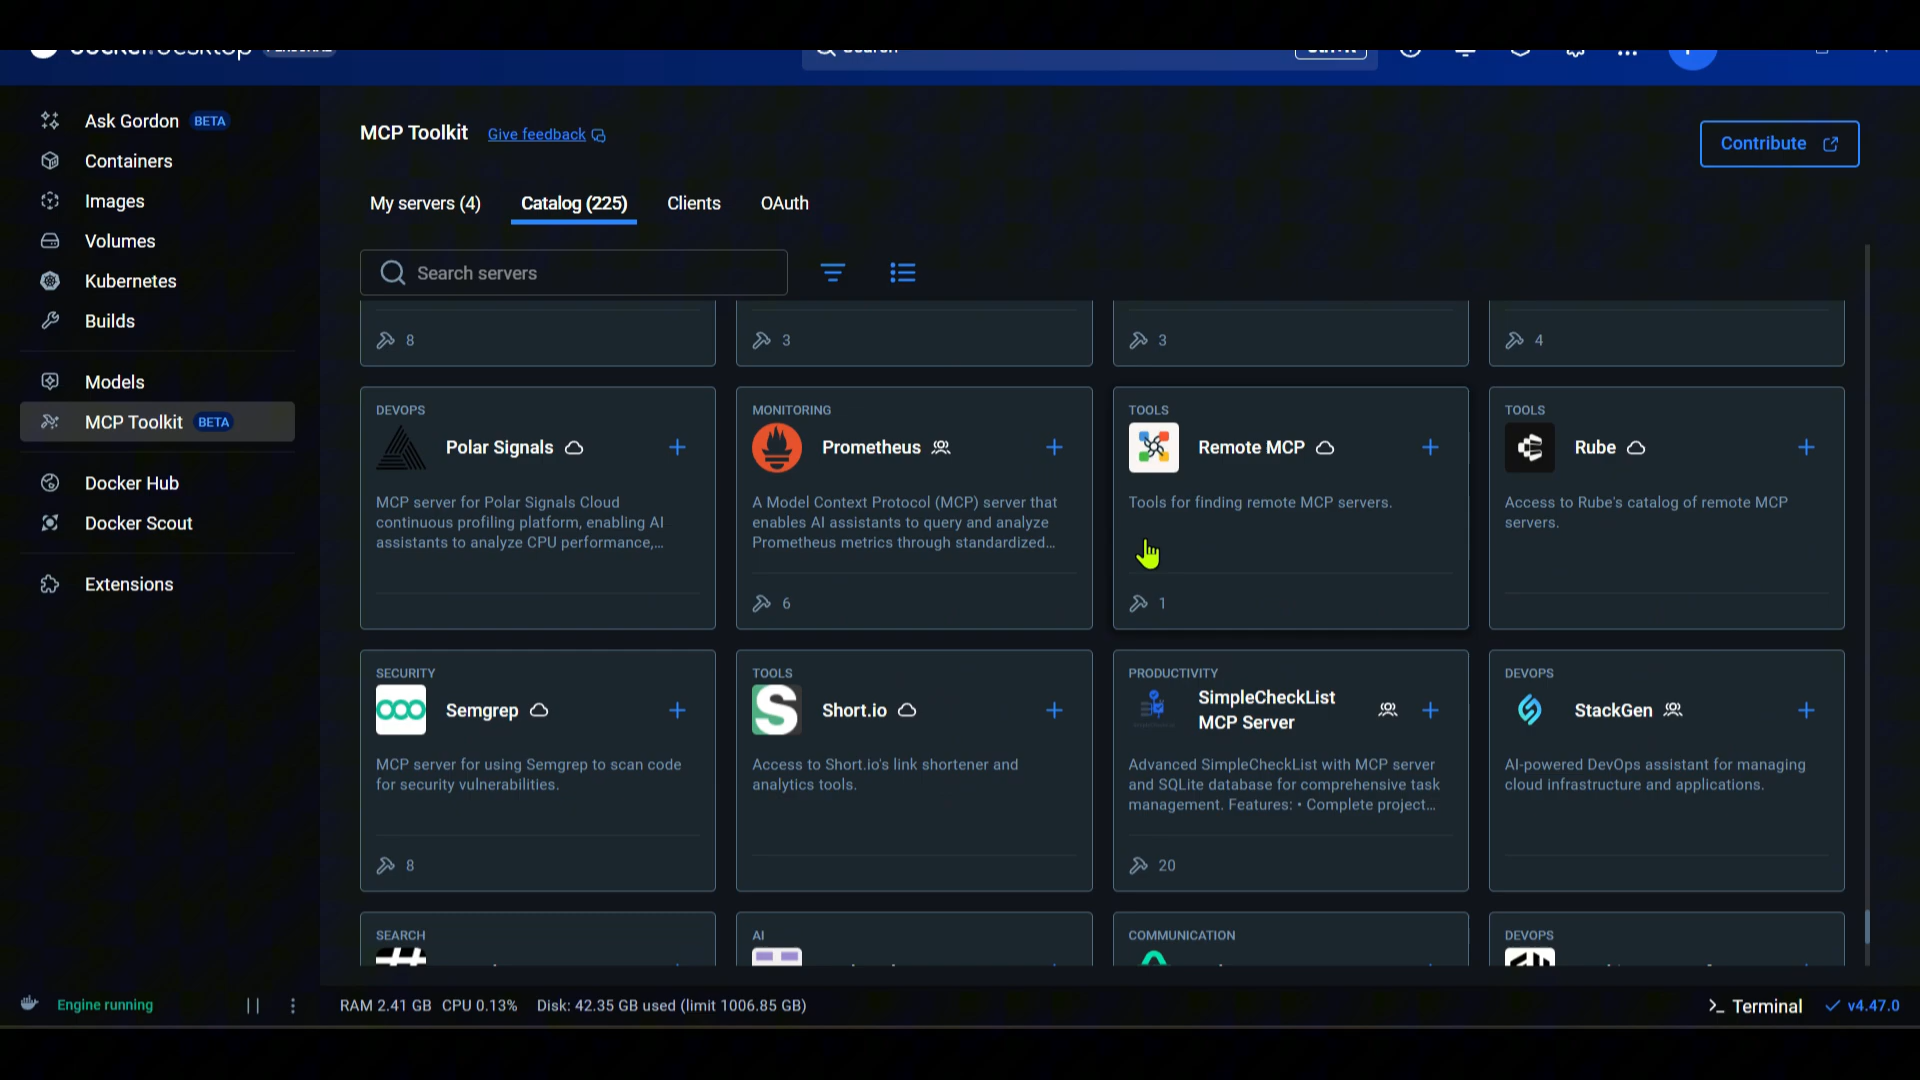 Ask Gordon BETA
Containers
Images
Volumes
Kubernetes
Builds
Models
MCP Toolkit BETA
Docker Hub
Docker Scout
Extensions
MCP Toolkit Give feedback
Contribute
My servers (4) Catalog (225) Clients OAuth
Search servers
8
3
3
4
DEVOPS
Polar Signals
MCP server for Polar Signals Cloud
continuous profiling platform, enabling AI
assistants to analyze CPU performance,...
MONITORING
Prometheus
A Model Context Protocol (MCP) server that
enables AI assistants to query and analyze
Prometheus metrics through standardized...
6
TOOLS
Remote MCP
Tools for finding remote MCP servers.
1
TOOLS
Rube
Access to Rube's catalog of remote MCP
servers.
SECURITY
Semgrep
MCP server for using Semgrep to scan code
for security vulnerabilities.
8
TOOLS
Short.io
Access to Short.io's link shortener and
analytics tools.
PRODUCTIVITY
SimpleCheckList
MCP Server
Advanced SimpleCheckList with MCP server
and SQLite database for comprehensive task
management. Features: • Complete project...
20
DEVOPS
StackGen
AI-powered DevOps assistant for managing
cloud infrastructure and applications.
SEARCH
AI
COMMUNICATION
DEVOPS
Engine running
RAM 2.41 GB CPU 0.13% Disk: 42.35 GB used (limit 1006.85 GB)
>_ Terminal
v4.47.0